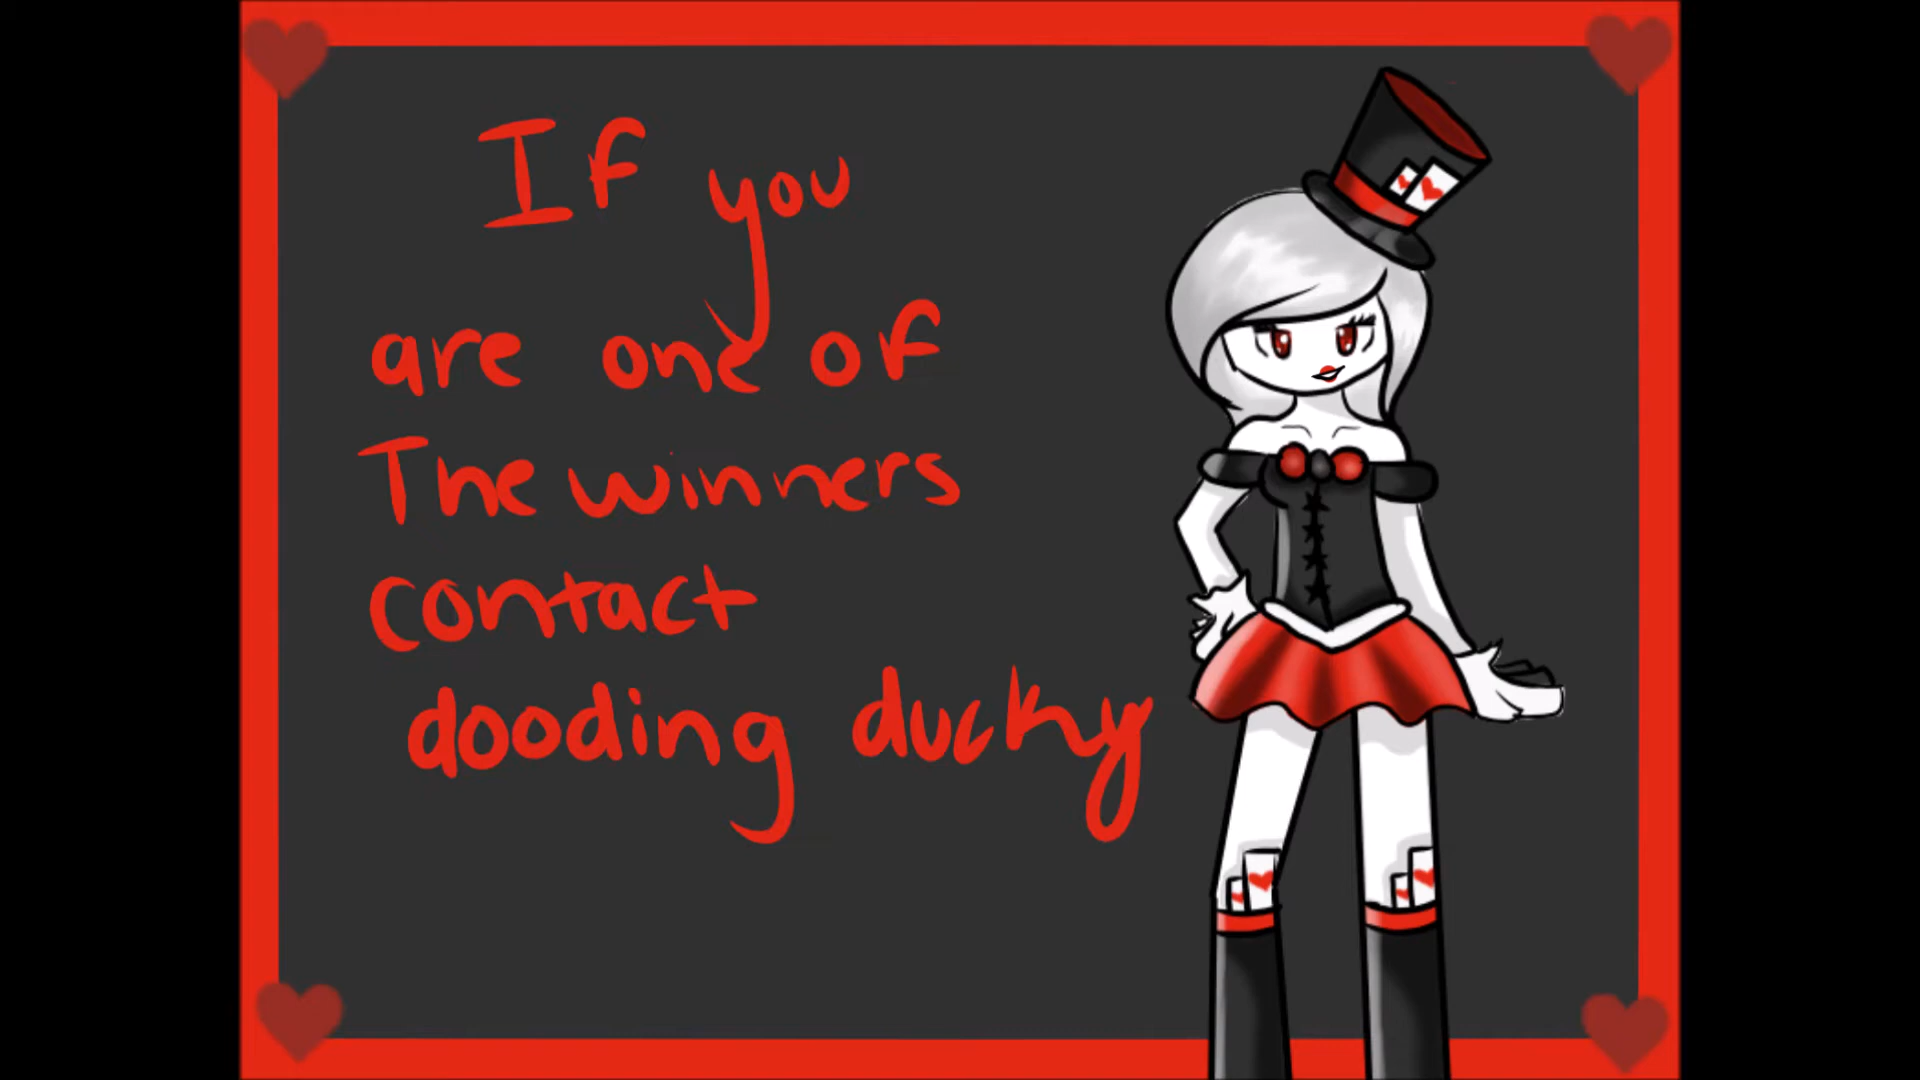 If you
are one of
The winners
contact
dooding ducky